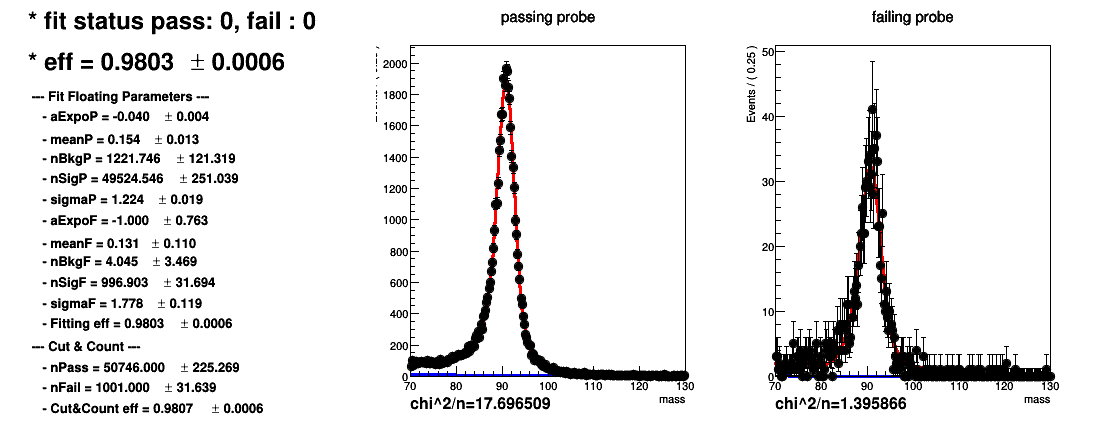 * fit status pass: 0, fail : 0
* eff = 0.9803 ± 0.0006
--- Fit Floating Parameters ---
- aExpoP = -0.040 ± 0.004
- meanP = 0.154 ± 0.013
- nBkgP = 1221.746 ± 121.319
- nSigP = 49524.546 ± 251.039
- sigmaP = 1.224 ± 0.019
- aExpoF = -1.000 ± 0.763
- meanF = 0.131 ± 0.110
- nBkgF = 4.045 ± 3.469
- nSigF = 996.903 ± 31.694
- sigmaF = 1.778 ± 0.119
- Fitting eff = 0.9803 ± 0.0006
--- Cut & Count ---
- nPass = 50746.000 ± 225.269
- nFail = 1001.000 ± 31.639
- Cut&Count eff = 0.9807 ± 0.0006
passing probe
2000
1800
1600
1400
1200
1000
800
600
400
200
0
70 80 90 100 110 120 130
mass
chi^2/n=17.696509
failing probe
Events / ( 0.25 )
50
40
30
20
10
0
70 80 90 100 110 120 130
mass
chi^2/n=1.395866